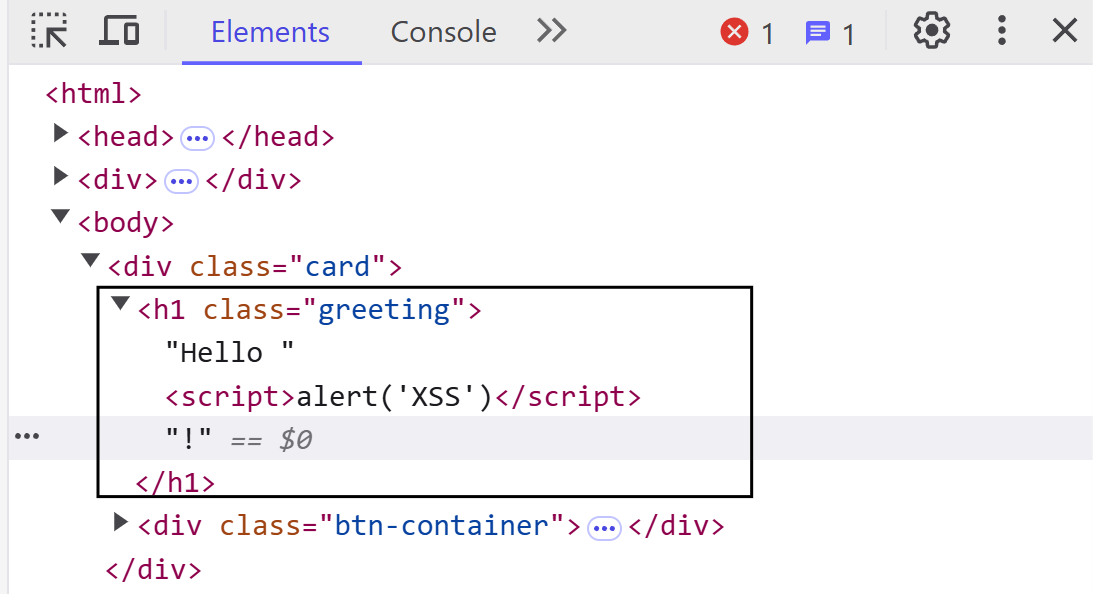 Elements Console 1 1
<html>
<head> ••• </head>
<div> ••• </div>
<body>
<div class="card">
<h1 class="greeting">
"Hello "
<script>alert('XSS')</script>
"!" == $0
</h1>
<div class="btn-container"> ••• </div>
</div>